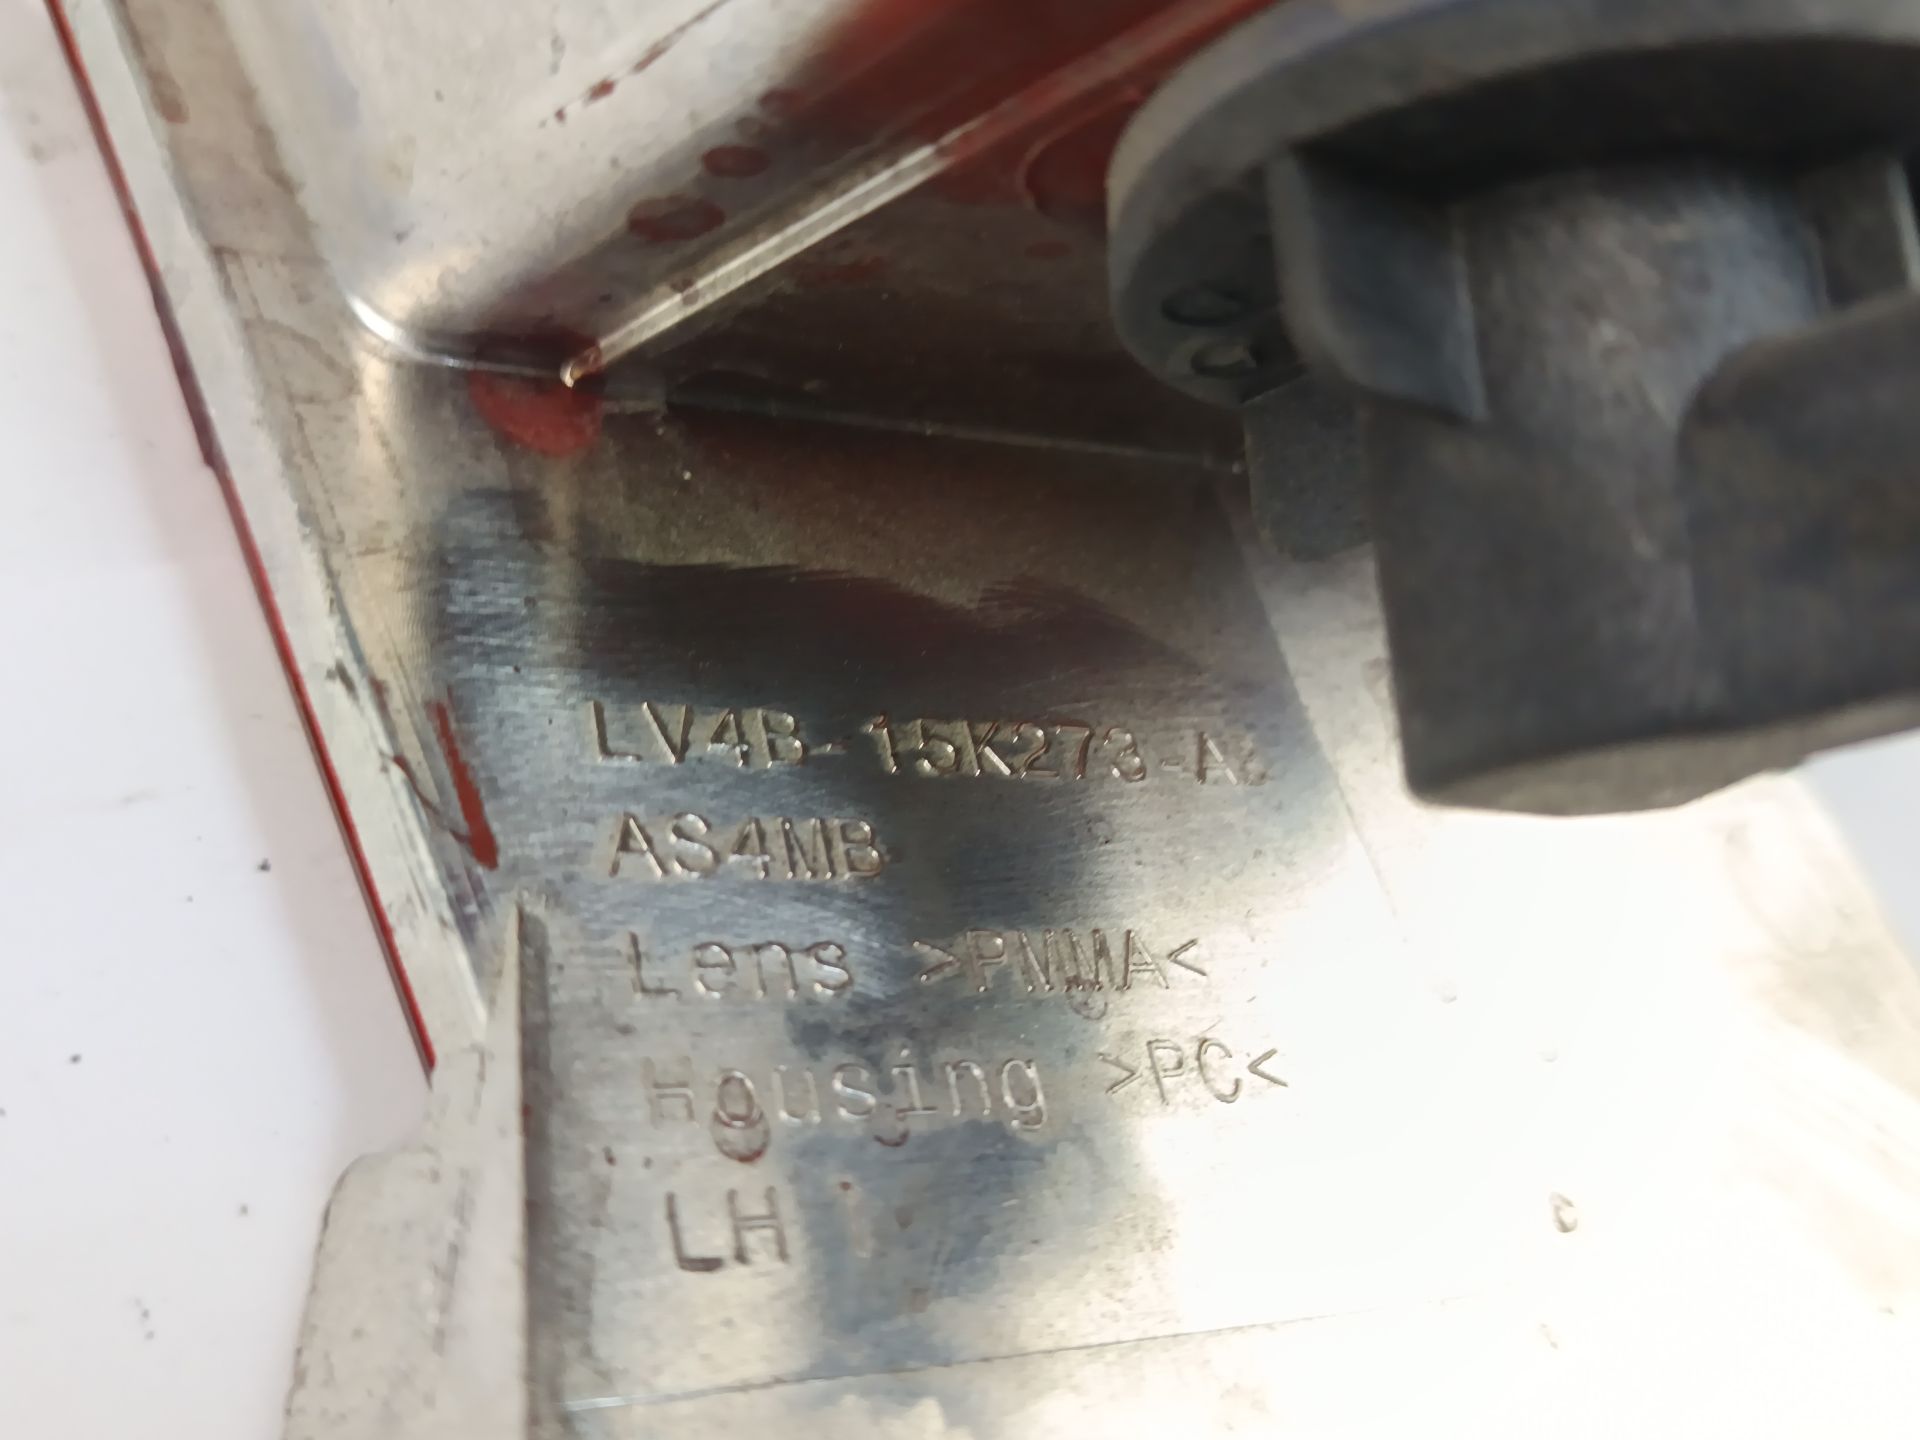 LV4B-15K273-A
AS4MB
Lens >PMMA<
Housing >PC<
LH